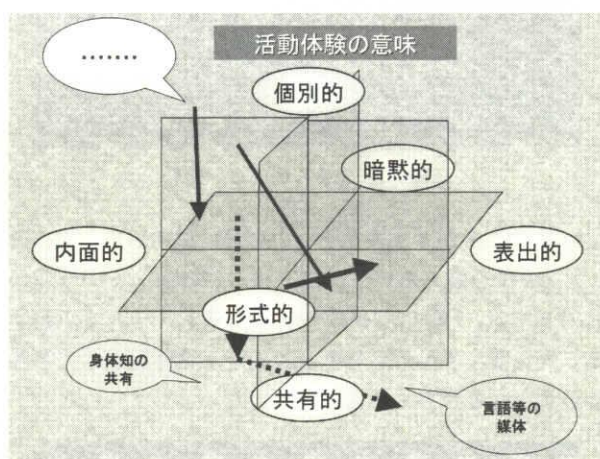 活動体験の意味
.......
個別的
暗黙的
内面的
表出的
形式的
身体知の
共有
共有的
言語等の
媒体